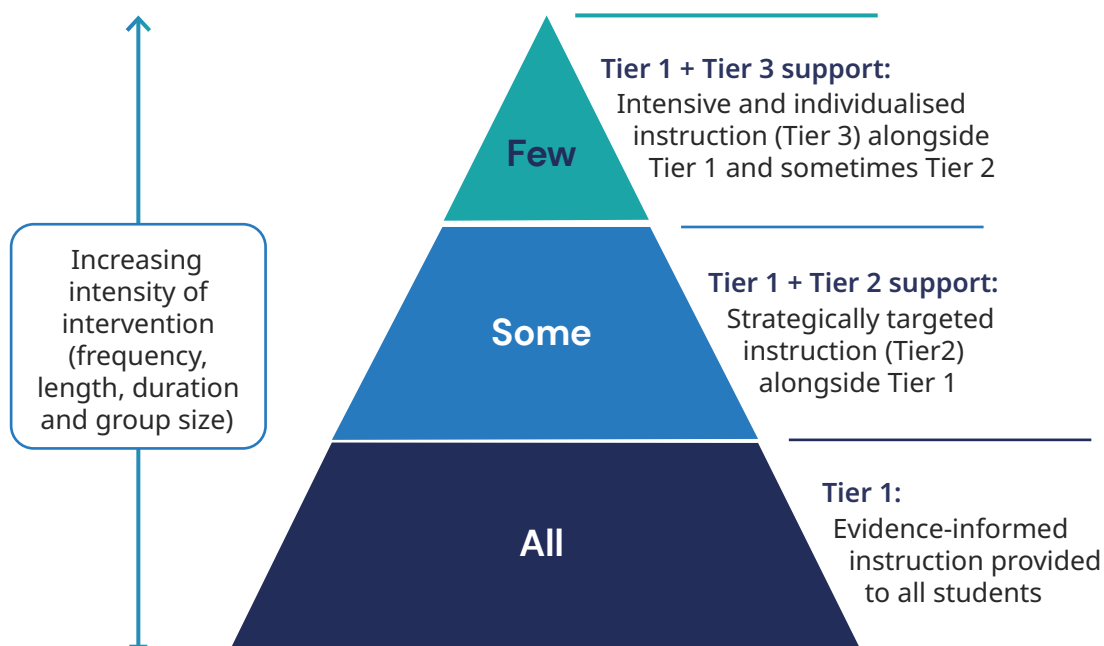 Tier 1 + Tier 3 support:
Intensive and individualised
instruction (Tier 3) alongside
Tier 1 and sometimes Tier 2
Few
Increasing
intensity of
intervention
(frequency,
length, duration
and group size)
Tier 1 + Tier 2 support:
Strategically targeted
instruction (Tier2)
alongside Tier 1
Some
Tier 1:
Evidence-informed
instruction provided
to all students
All